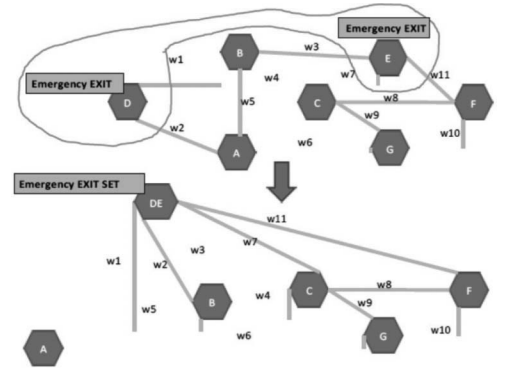 Emergency EXIT
w1
B
w3
E
w4
w7
w11
Emergency EXIT
D
w5
C
w8
F
w2
w9
w10
A
w6
G
Emergency EXIT SET
DE
w11
w3
w7
w1
w2
B
w4
C
w8
F
w5
w9
w6
G
w10
A